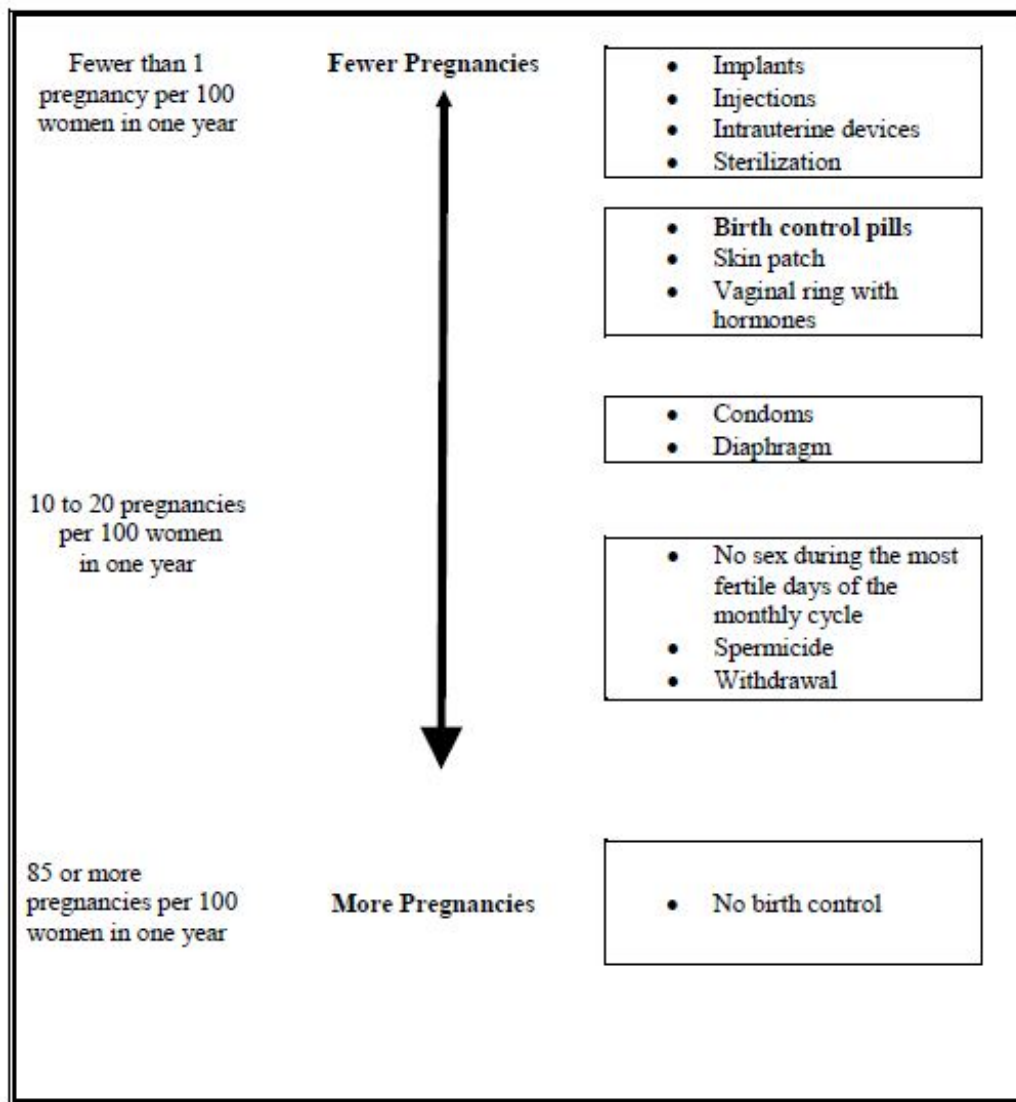 Fewer than 1
pregnancy per 100
women in one year
Fewer Pregnancies
• Implants
• Injections
• Intrauterine devices
• Sterilization
• Birth control pills
• Skin patch
• Vaginal ring with
hormones
• Condoms
• Diaphragm
10 to 20 pregnancies
per 100 women
in one year
• No sex during the most
fertile days of the
monthly cycle
• Spermicide
• Withdrawal
85 or more
pregnancies per 100
women in one year
More Pregnancies
• No birth control